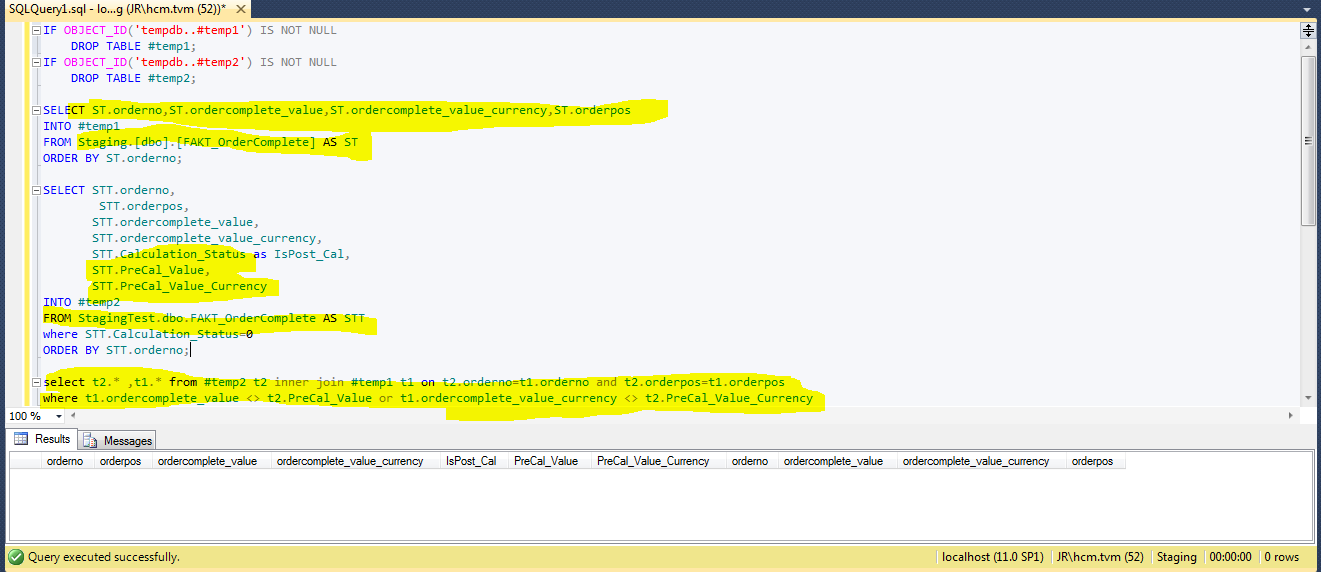 SQLQuery1.sql - lo...g (JR\hcm.tvm (52))*
IF OBJECT_ID('tempdb..#temp1') IS NOT NULL
DROP TABLE #temp1;
IF OBJECT_ID('tempdb..#temp2') IS NOT NULL
DROP TABLE #temp2;
SELECT ST.orderno,ST.ordercomplete_value,ST.ordercomplete_value_currency,ST.orderpos
INTO #temp1
FROM Staging.[dbo].[FAKT_OrderComplete] AS ST
ORDER BY ST.orderno;
SELECT STT.orderno,
STT.orderpos,
STT.ordercomplete_value,
STT.ordercomplete_value_currency,
STT.Calculation_Status as IsPost_Cal,
STT.PreCal_Value,
STT.PreCal_Value_Currency
INTO #temp2
FROM StagingTest.dbo.FAKT_OrderComplete AS STT
where STT.Calculation_Status=0
ORDER BY STT.orderno;
select t2.* ,t1.* from #temp2 t2 inner join #temp1 t1 on t2.orderno=t1.orderno and t2.orderpos=t1.orderpos
where t1.ordercomplete_value <> t2.PreCal_Value or t1.ordercomplete_value_currency <> t2.PreCal_Value_Currency
100 %
Results Messages
orderno orderpos ordercomplete_value ordercomplete_value_currency IsPost_Cal PreCal_Value PreCal_Value_Currency orderno ordercomplete_value ordercomplete_value_currency orderpos
Query executed successfully. localhost (11.0 SP1) JR\hcm.tvm (52) Staging 00:00:00 0 rows